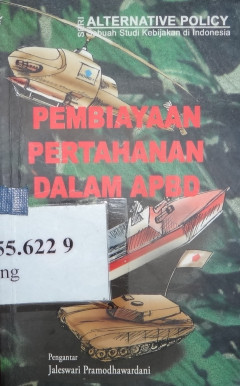 SERI ALTERNATIVE POLICY
Sebuah Studi Kebijakan di Indonesia
PEMBIAYAAN
PERTAHANAN
DALAM APBD
55.622 9
ng
Pengantar
Jaleswari Pramodhawardani